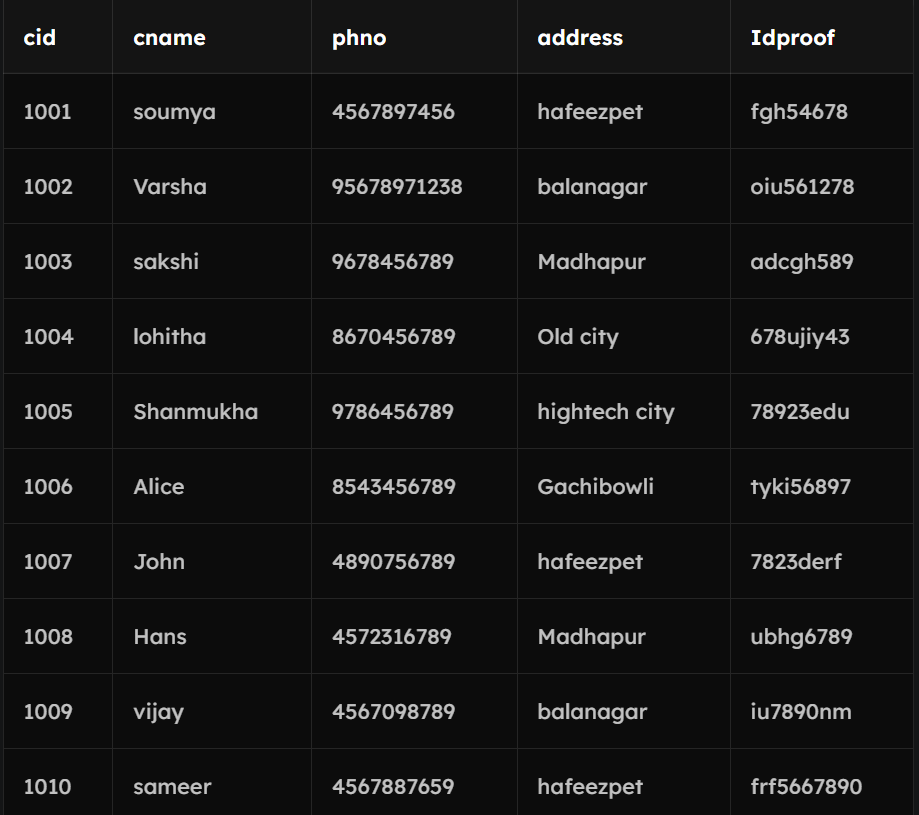 cid cname phno address Idproof
1001 soumya 4567897456 hafeezpet fgh54678
1002 Varsha 95678971238 balanagar oiu561278
1003 sakshi 9678456789 Madhapur adcgh589
1004 lohitha 8670456789 Old city 678ujiy43
1005 Shanmukha 9786456789 hightech city 78923edu
1006 Alice 8543456789 Gachibowli tyki56897
1007 John 4890756789 hafeezpet 7823derf
1008 Hans 4572316789 Madhapur ubhg6789
1009 vijay 4567098789 balanagar iu7890nm
1010 sameer 4567887659 hafeezpet frf5667890